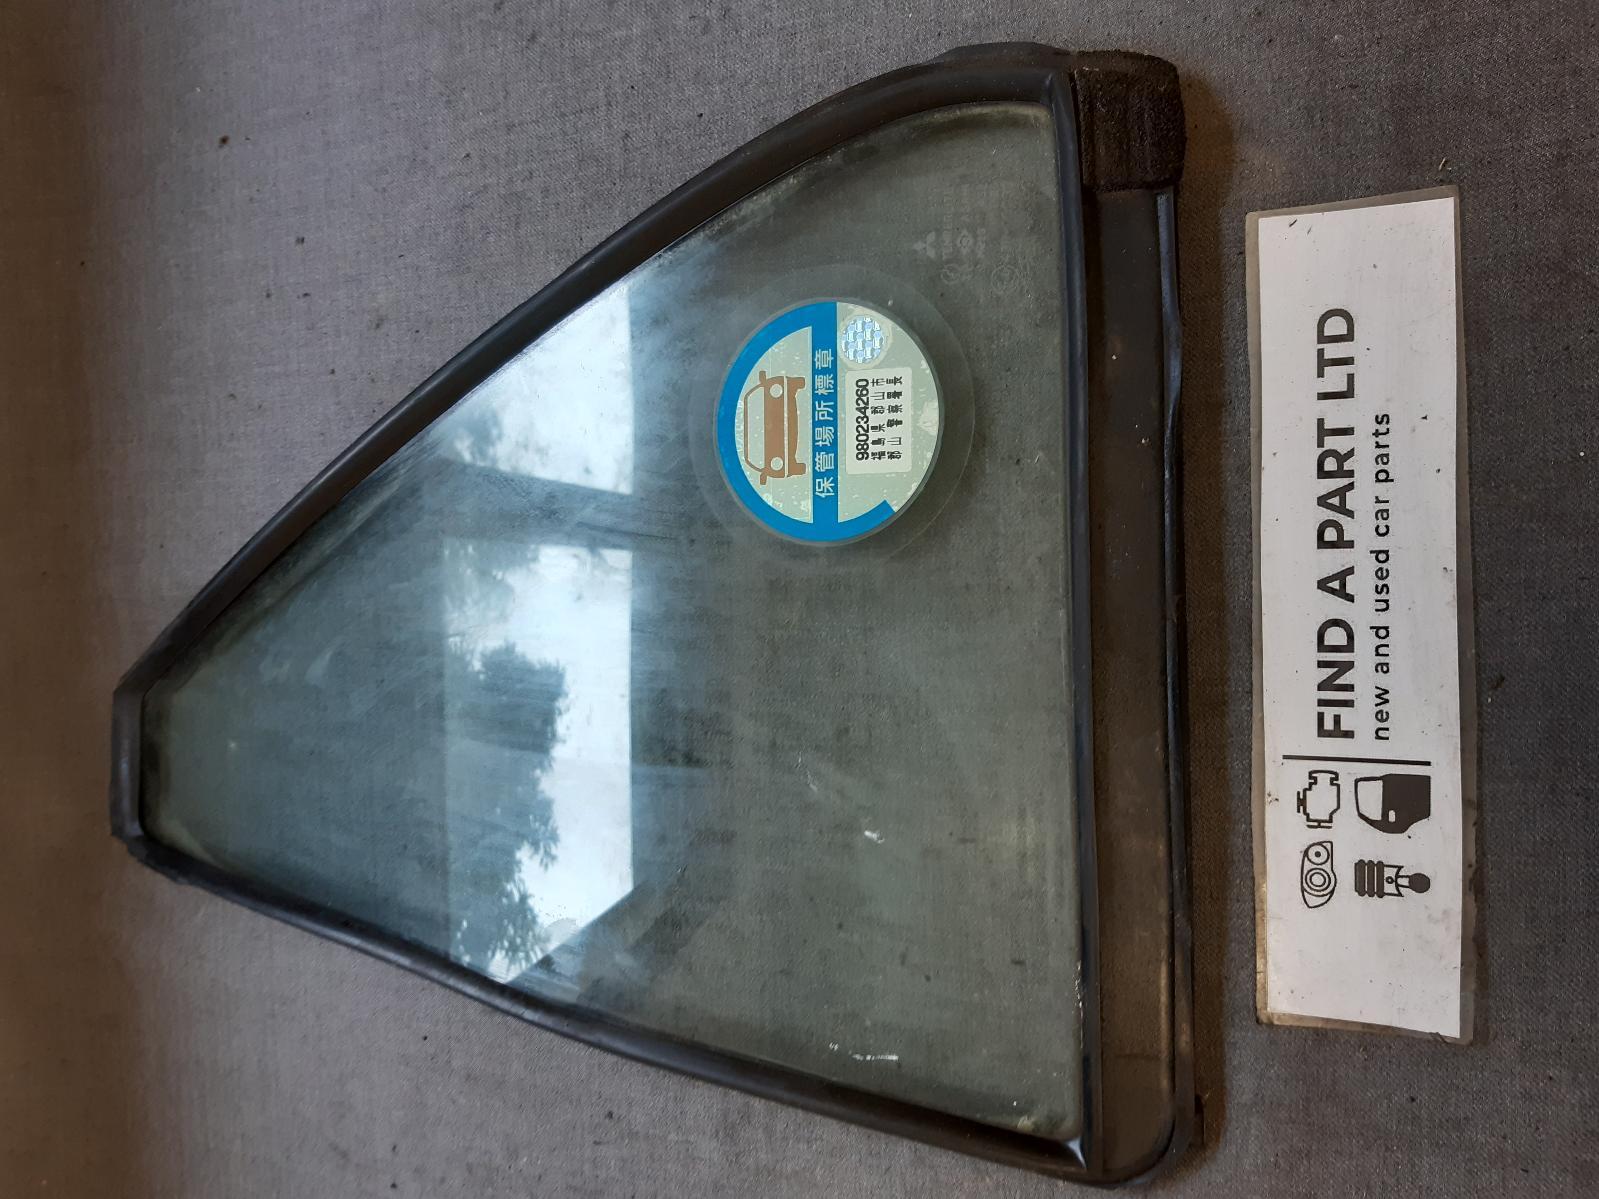 保管場所標章
980234260
福島県郡山市
郡山警察署長
FIND A PART LTD
new and used car parts